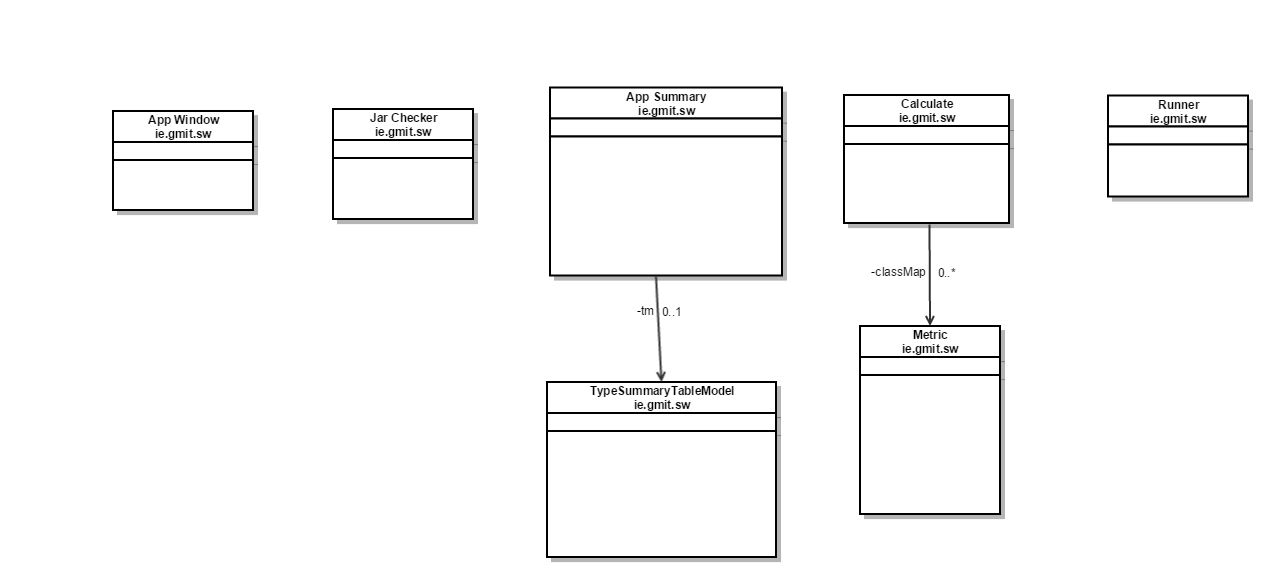 App Window
ie.gmit.sw
Jar Checker
ie.gmit.sw
App Summary
ie.gmit.sw
Calculate
ie.gmit.sw
Runner
ie.gmit.sw
-tm 0..1
-classMap 0..*
TypeSummaryTableModel
ie.gmit.sw
Metric
ie.gmit.sw